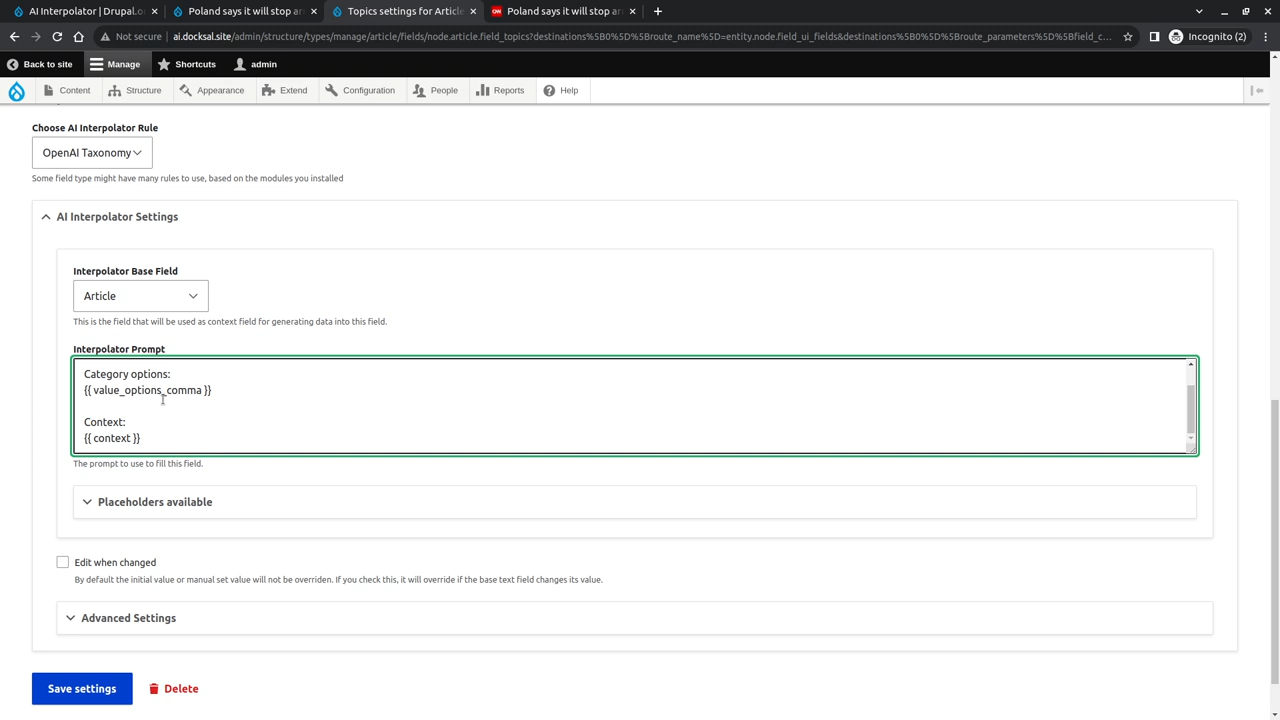 AI Interpolator | Drupal.or
Poland says it will stop ar
Topics settings for Article
Poland says it will stop ar
Not secure
ai.docksal.site/admin/structure/types/manage/article/fields/node.article.field_topics?destinations%5B0%5D%5Broute_name%5D=entity.node.field_ui_fields&destinations%5B0%5D%5Broute_parameters%5D%5Bfield_c...
Incognito (2)
Back to site
Manage
Shortcuts
admin
Content
Structure
Appearance
Extend
Configuration
People
Reports
Help
Choose AI Interpolator Rule
OpenAI Taxonomy
Some field type might have many rules to use, based on the modules you installed
AI Interpolator Settings
Interpolator Base Field
Article
This is the field that will be used as context field for generating data into this field.
Interpolator Prompt
Category options:
{{ value_options_comma }}
Context:
{{ context }}
The prompt to use to fill this field.
Placeholders available
Edit when changed
By default the initial value or manual set value will not be overriden. If you check this, it will override if the base text field changes its value.
Advanced Settings
Save settings
Delete